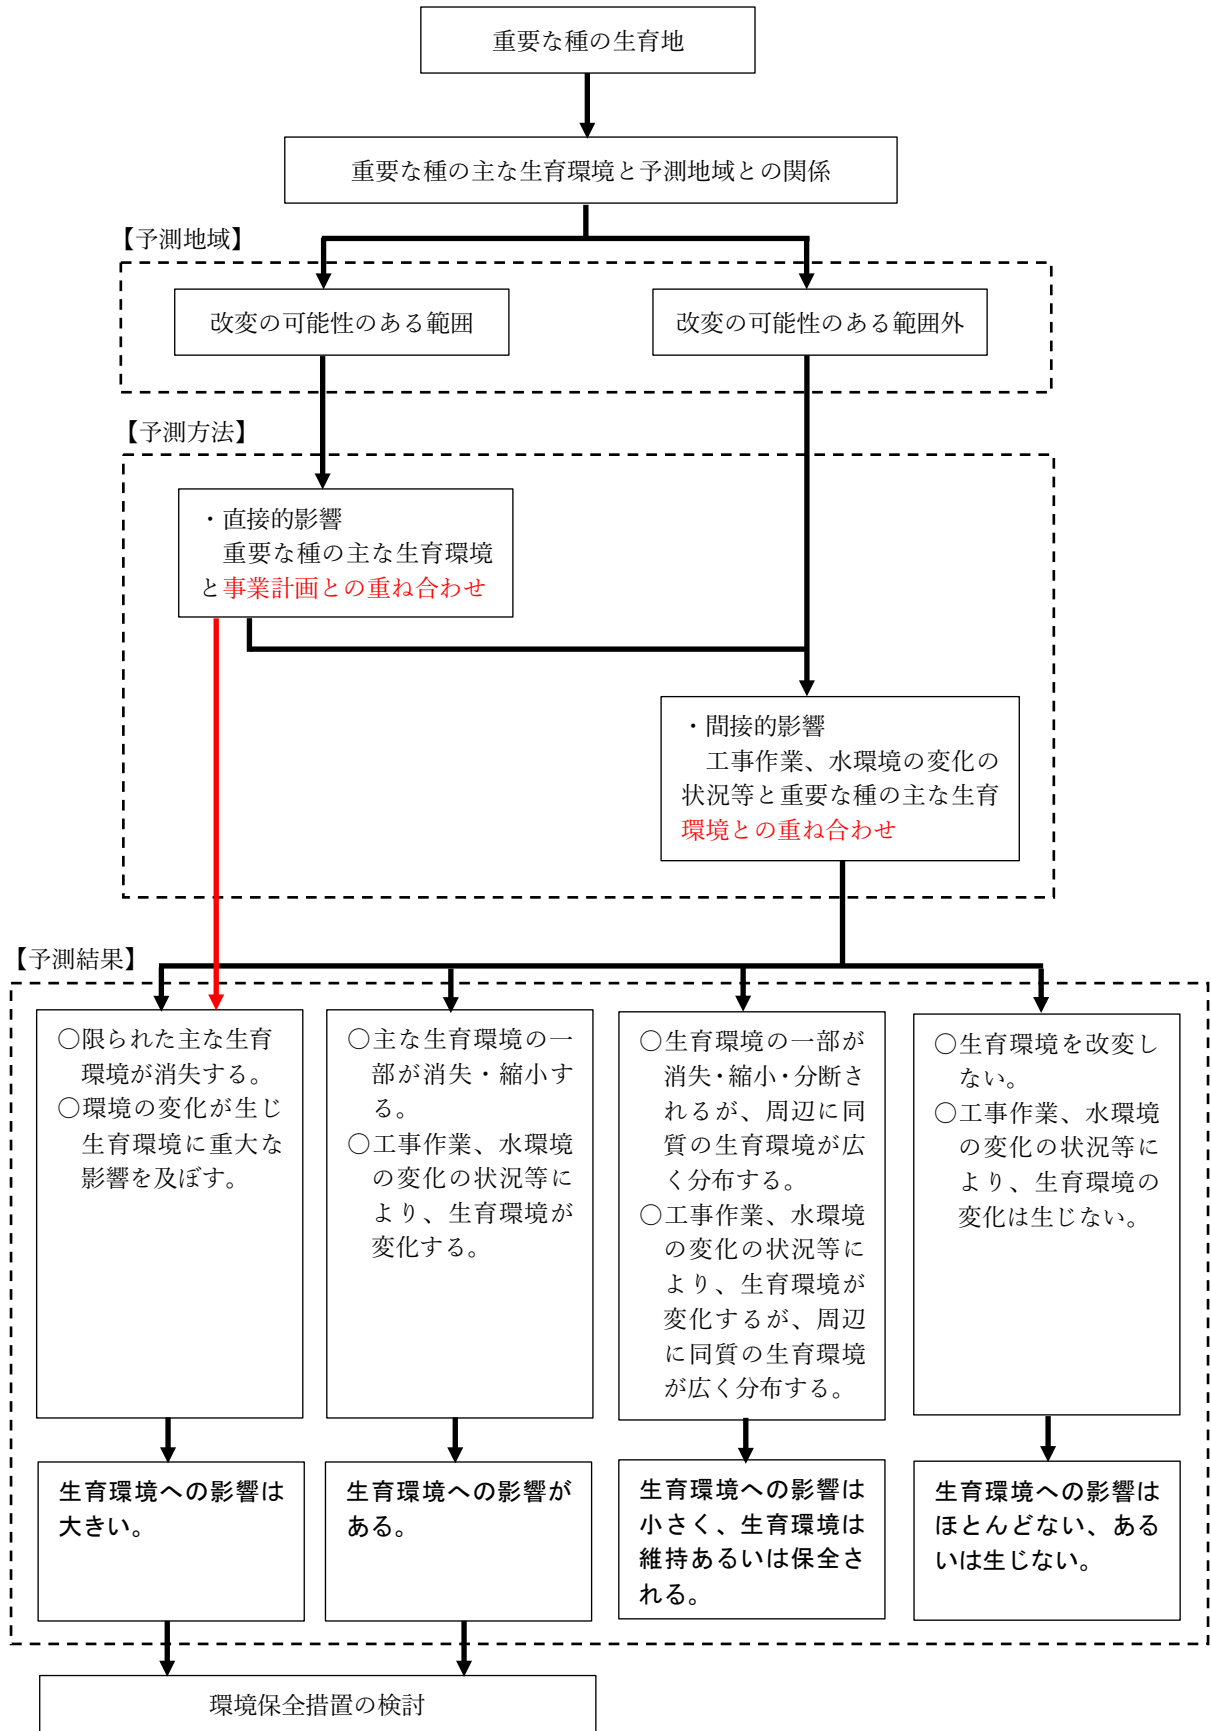 重要な種の生育地
重要な種の主な生育環境と予測地域との関係
【予測地域】
改変の可能性のある範囲
改変の可能性のある範囲外
【予測方法】
・直接的影響
重要な種の主な生育環境
と事業計画との重ね合わせ
・間接的影響
工事作業、水環境の変化の
状況等と重要な種の主な生育
環境との重ね合わせ
【予測結果】
○限られた主な生育
環境が消失する。
○環境の変化が生じ
生育環境に重大な
影響を及ぼす。
○主な生育環境の一
部が消失・縮小す
る。
○工事作業、水環境
の変化の状況等に
より、生育環境が
変化する。
○生育環境の一部が
消失・縮小・分断さ
れるが、周辺に同
質の生育環境が広
く分布する。
○工事作業、水環境
の変化の状況等に
より、生育環境が
変化するが、周辺
に同質の生育環境
が広く分布する。
○生育環境を改変し
ない。
○工事作業、水環境
の変化の状況等に
より、生育環境の
変化は生じない。
生育環境への影響は
大きい。
生育環境への影響が
ある。
生育環境への影響は
小さく、生育環境は
維持あるいは保全さ
れる。
生育環境への影響は
ほとんどない、ある
いは生じない。
環境保全措置の検討